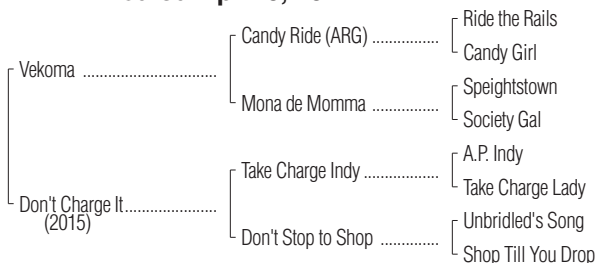 Ride the Rails
Candy Ride (ARG) ................
Candy Girl
Vekoma ................................
Speightstown
Mona de Momma ................
Society Gal
A.P. Indy
Take Charge Indy ..................
Take Charge Lady
Don't Charge It......................
(2015)
Unbridled's Song
Don't Stop to Shop ..............
Shop Till You Drop